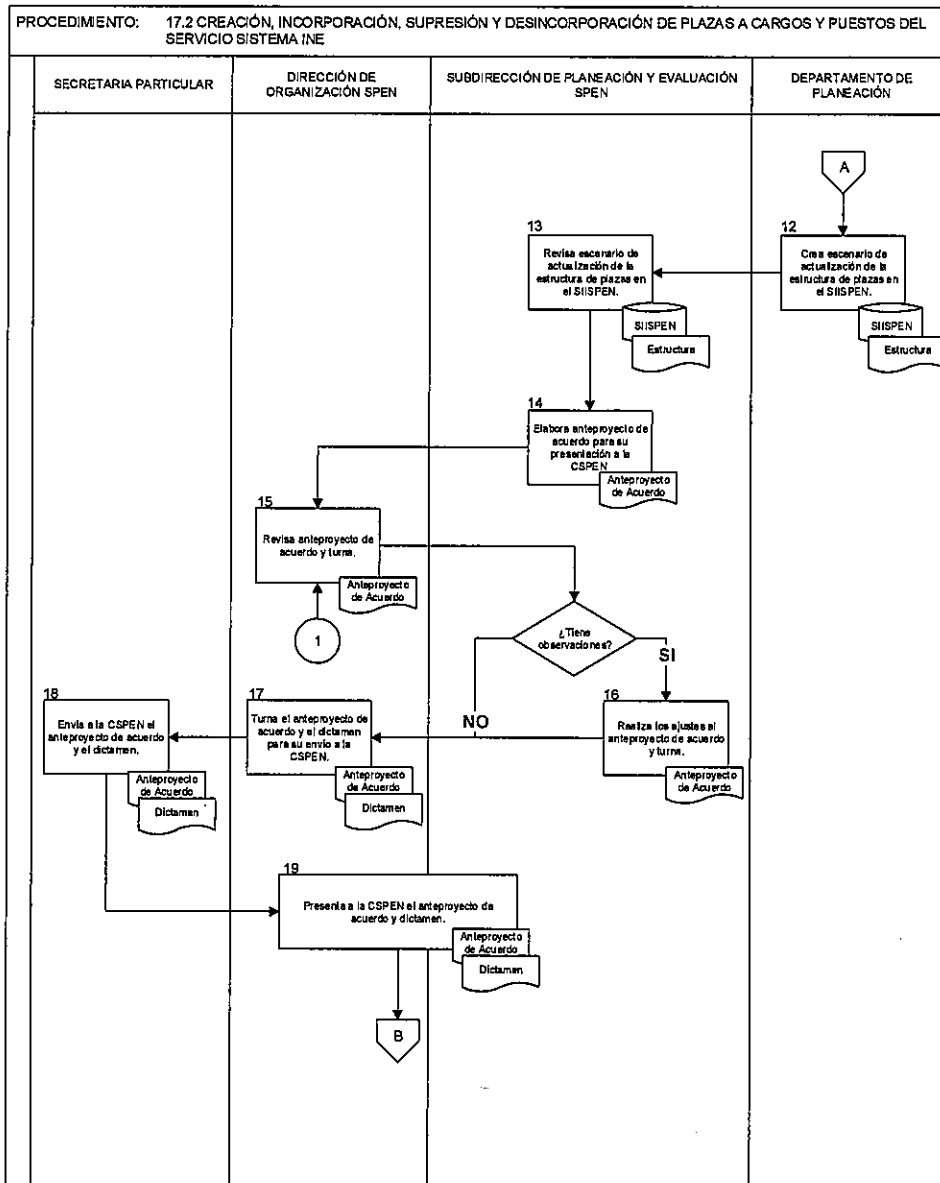 PROCEDIMIENTO: 17.2 CREACIÓN, INCORPORACIÓN, SUPRESIÓN Y DESINCORPORACIÓN DE PLAZAS A CARGOS Y PUESTOS DEL
SERVICIO SISTEMA INE
SECRETARIA PARTICULAR
DIRECCIÓN DE
ORGANIZACIÓN SPEN
SUBDIRECCIÓN DE PLANEACIÓN Y EVALUACIÓN
SPEN
DEPARTAMENTO DE
PLANEACIÓN
A
12
Crea escenario de
actualización de la
estructura de plazas en
el SIISPEN.
SIISPEN
Estructura
13
Revisa escenario de
actualización de la
estructura de plazas en
el SIISPEN.
SIISPEN
Estructura
14
Elabora anteproyecto de
acuerdo para su
presentación a la
CSPEN
Anteproyecto
de Acuerdo
15
Revisa anteproyecto de
acuerdo y turna.
Anteproyecto
de Acuerdo
1
¿Tiene
observaciones?
SI
NO
16
Realiza los ajustes al
anteproyecto de acuerdo
y turna.
Anteproyecto
de Acuerdo
17
Turna el anteproyecto de
acuerdo y el dictamen
para su envío a la
CSPEN.
Anteproyecto
de Acuerdo
Dictamen
18
Envía a la CSPEN el
anteproyecto de acuerdo
y el dictamen.
Anteproyecto
de Acuerdo
Dictamen
19
Presenta a la CSPEN el anteproyecto de
acuerdo y dictamen.
Anteproyecto
de Acuerdo
Dictamen
B